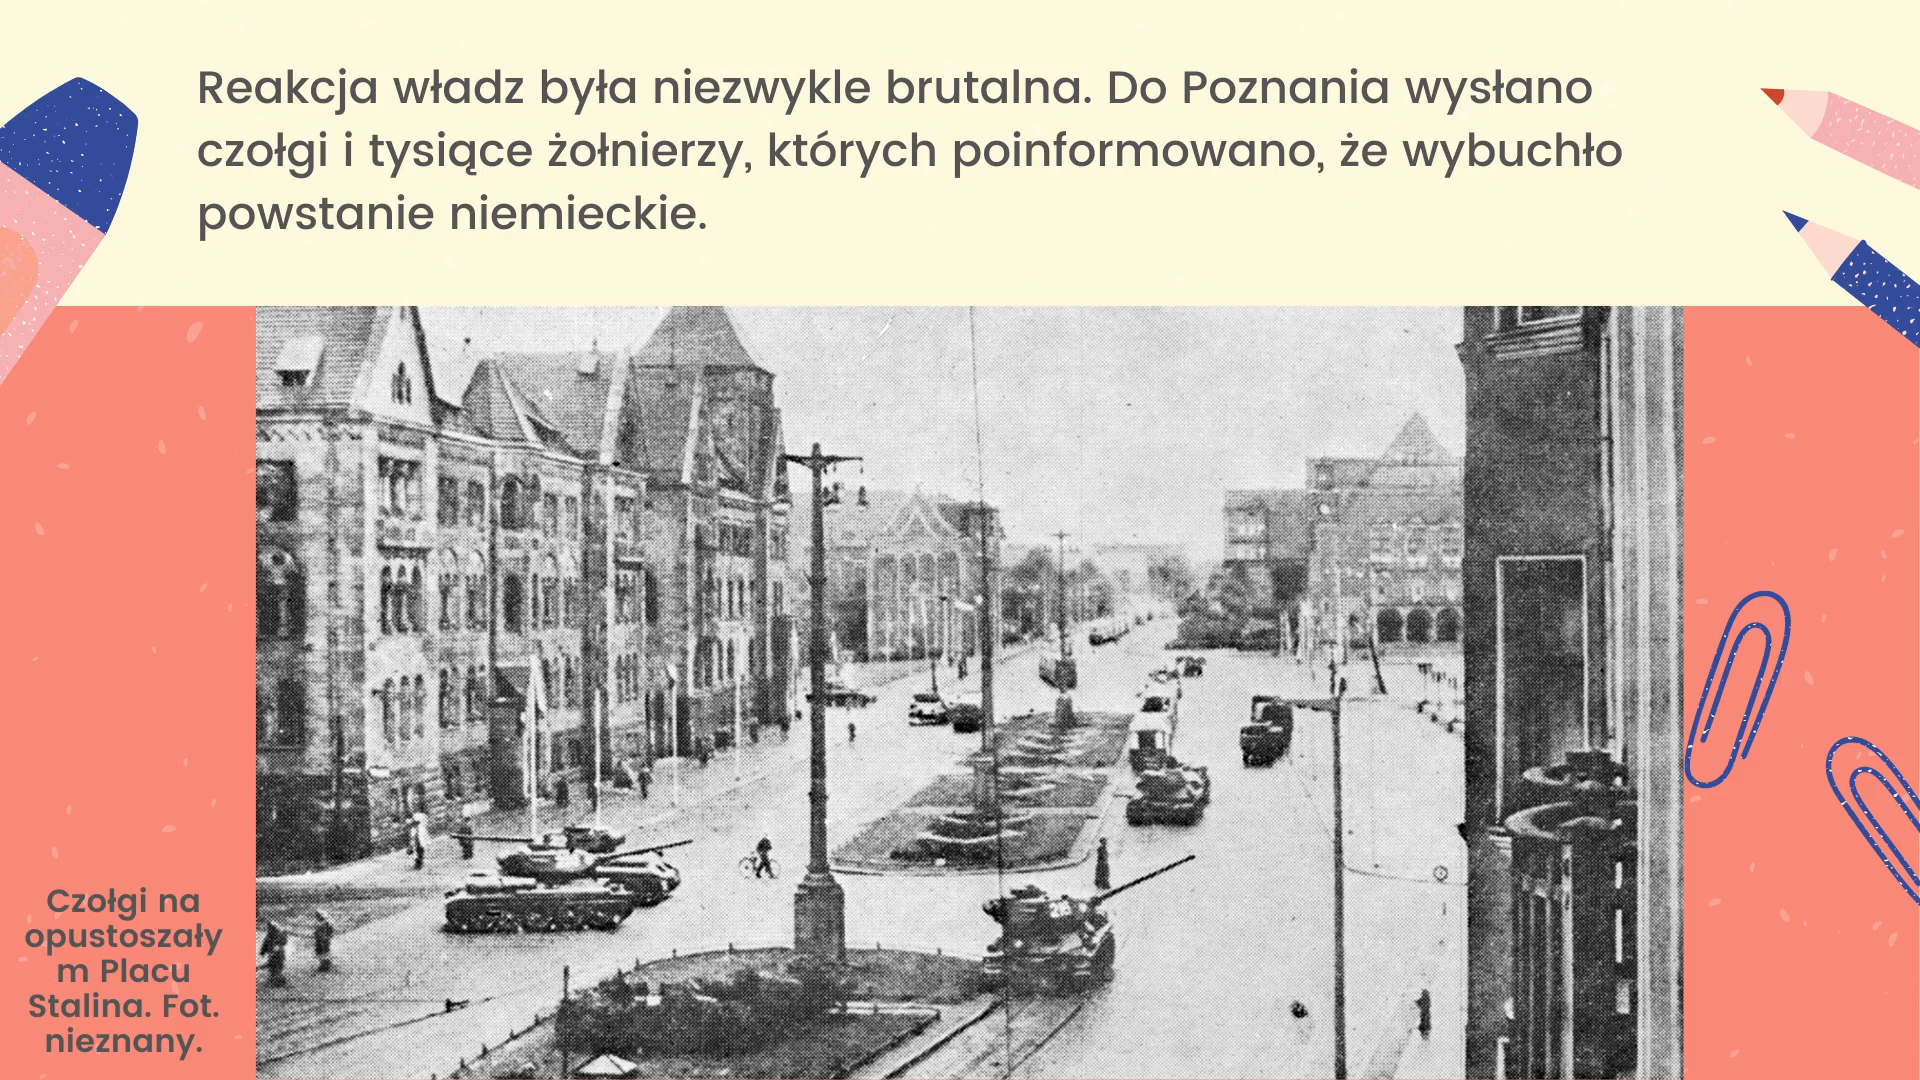 Reakcja władz była niezwykle brutalna. Do Poznania wysłano
czołgi i tysiące żołnierzy, których poinformowano, że wybuchło
powstanie niemieckie.
28
Czołgi na
opustoszały
m Placu
Stalina. Fot.
nieznany.